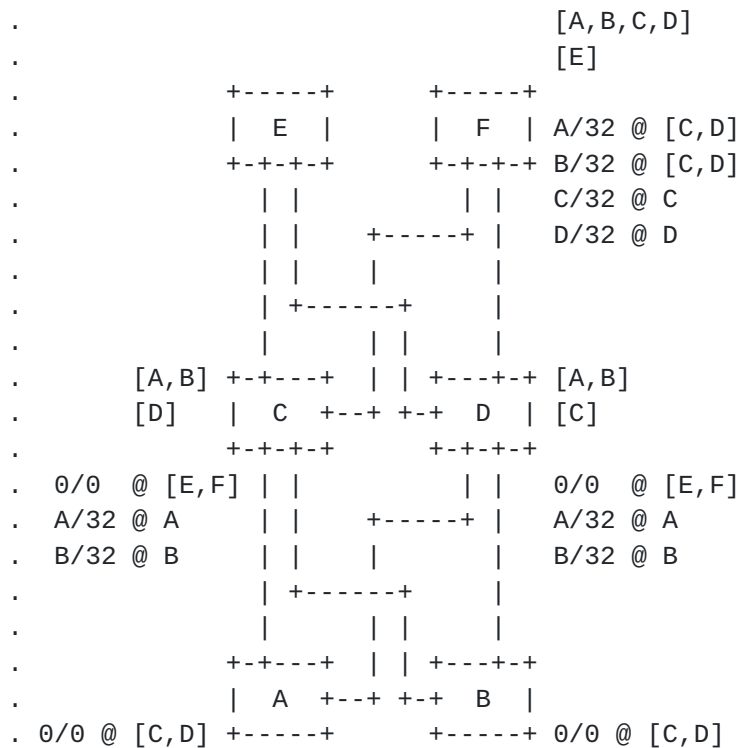 .                                 [A,B,C,D]
.                                 [E]
.             +-----+      +-----+
.             |  E  |      |  F  | A/32 @ [C,D]
.             +-+-+-+      +-+-+-+ B/32 @ [C,D]
.               | |          | |   C/32 @ C
.               | |    +-----+ |   D/32 @ D
.               | |    |       |
.               | +------+     |
.               |      | |     |
.       [A,B] +-+---+  | | +---+-+ [A,B]
.       [D]   |  C  +--+ +-+  D  | [C]
.             +-+-+-+      +-+-+-+
.  0/0  @ [E,F] | |          | |   0/0  @ [E,F]
.  A/32 @ A     | |    +-----+ |   A/32 @ A
.  B/32 @ B     | |    |       |   B/32 @ B
.               | +------+     |
.               |      | |     |
.             +-+---+  | | +---+-+
.             |  A  +--+ +-+  B  |
. 0/0 @ [C,D] +-----+      +-----+ 0/0 @ [C,D]